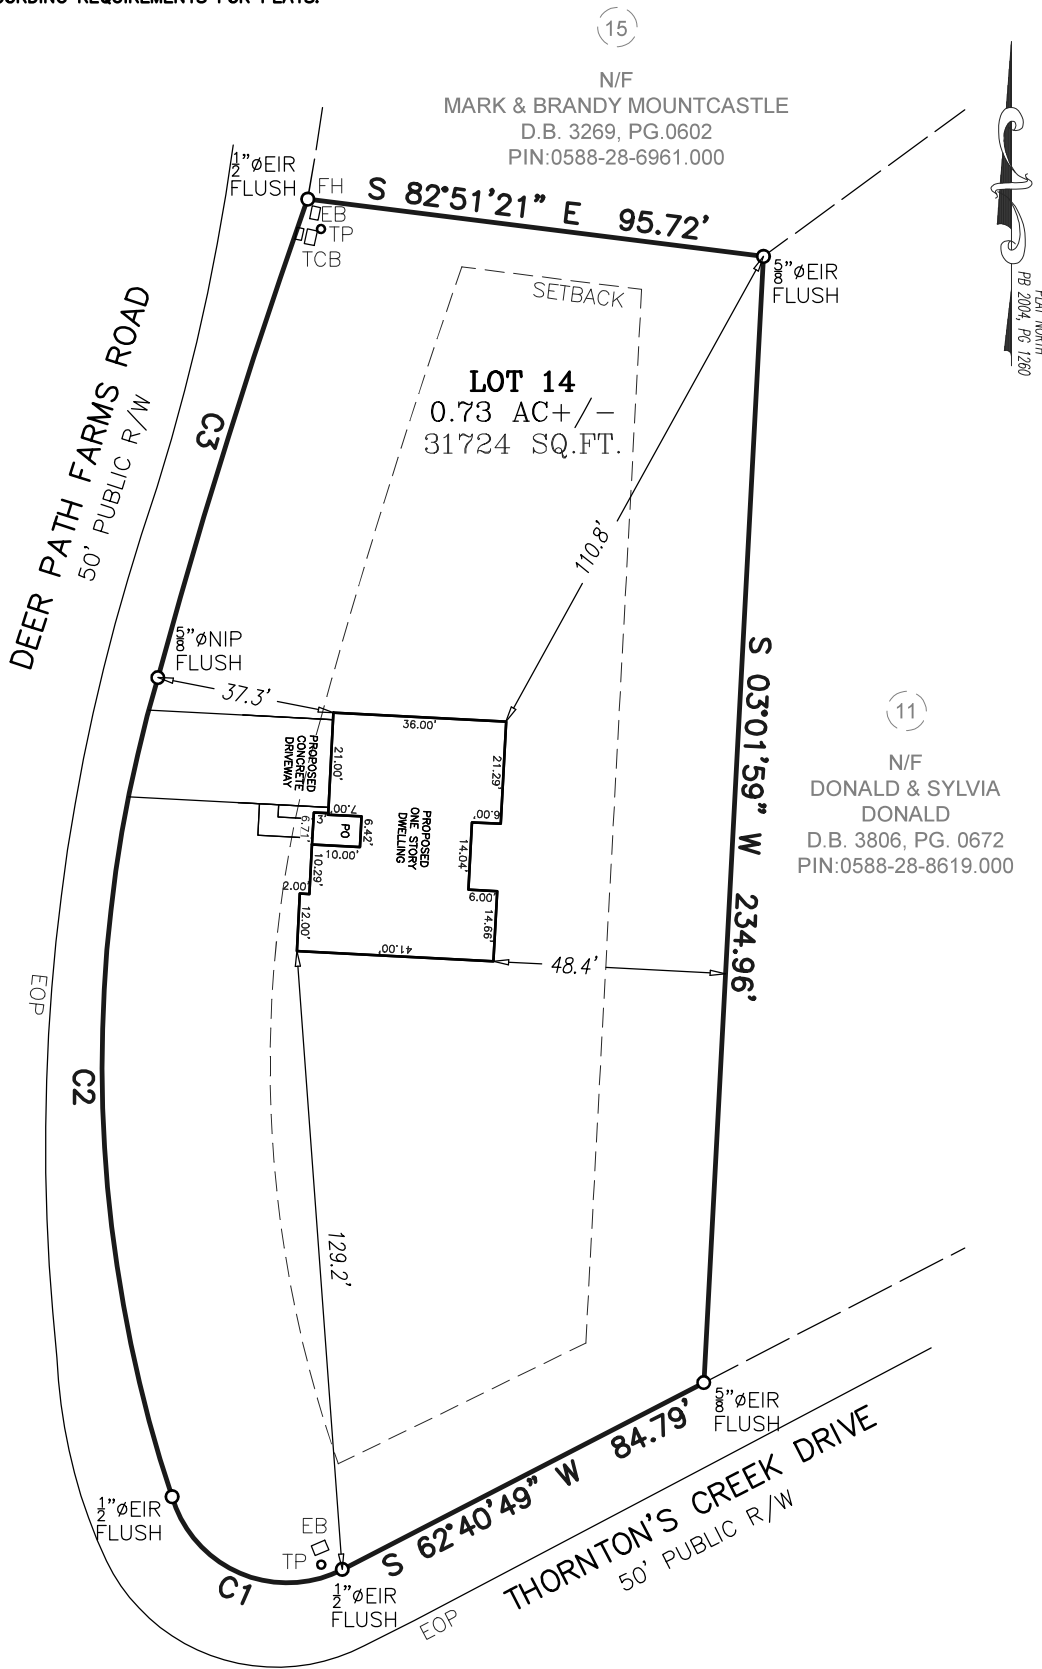 15
N/F
MARK & BRANDY MOUNTCASTLE
D.B. 3269, PG.0602
PIN:0588-28-6961.000
PLAT NORTH
PB 2004, PG 1260
1/2"øEIR
FLUSH
FH
EB
TP
TCB
S 82°51'21" E 95.72'
5/8"øEIR
FLUSH
SETBACK
LOT 14
0.73 AC+/-
31724 SQ.FT.
DEER PATH FARMS ROAD
50' PUBLIC R/W
C3
110.8'
5/8"øNIP
FLUSH
37.3'
S 03°01'59" W 234.96'
11
N/F
DONALD & SYLVIA
DONALD
D.B. 3806, PG. 0672
PIN:0588-28-8619.000
36.00'
21.00'
21.29'
PROPOSED
CONCRETE
DRIVEWAY
7.00'
6.71'
PO
6.42'
10.00'
PROPOSED
ONE STORY
DWELLING
6.00'
14.04'
6.00'
14.66'
10.29'
2.00'
12.00'
41.00'
48.4'
EOP
C2
129.2'
5/8"øEIR
FLUSH
S 62°40'49" W 84.79'
THORNTON'S CREEK DRIVE
50' PUBLIC R/W
1/2"øEIR
FLUSH
EB
TP
C1
1/2"øEIR
FLUSH
EOP